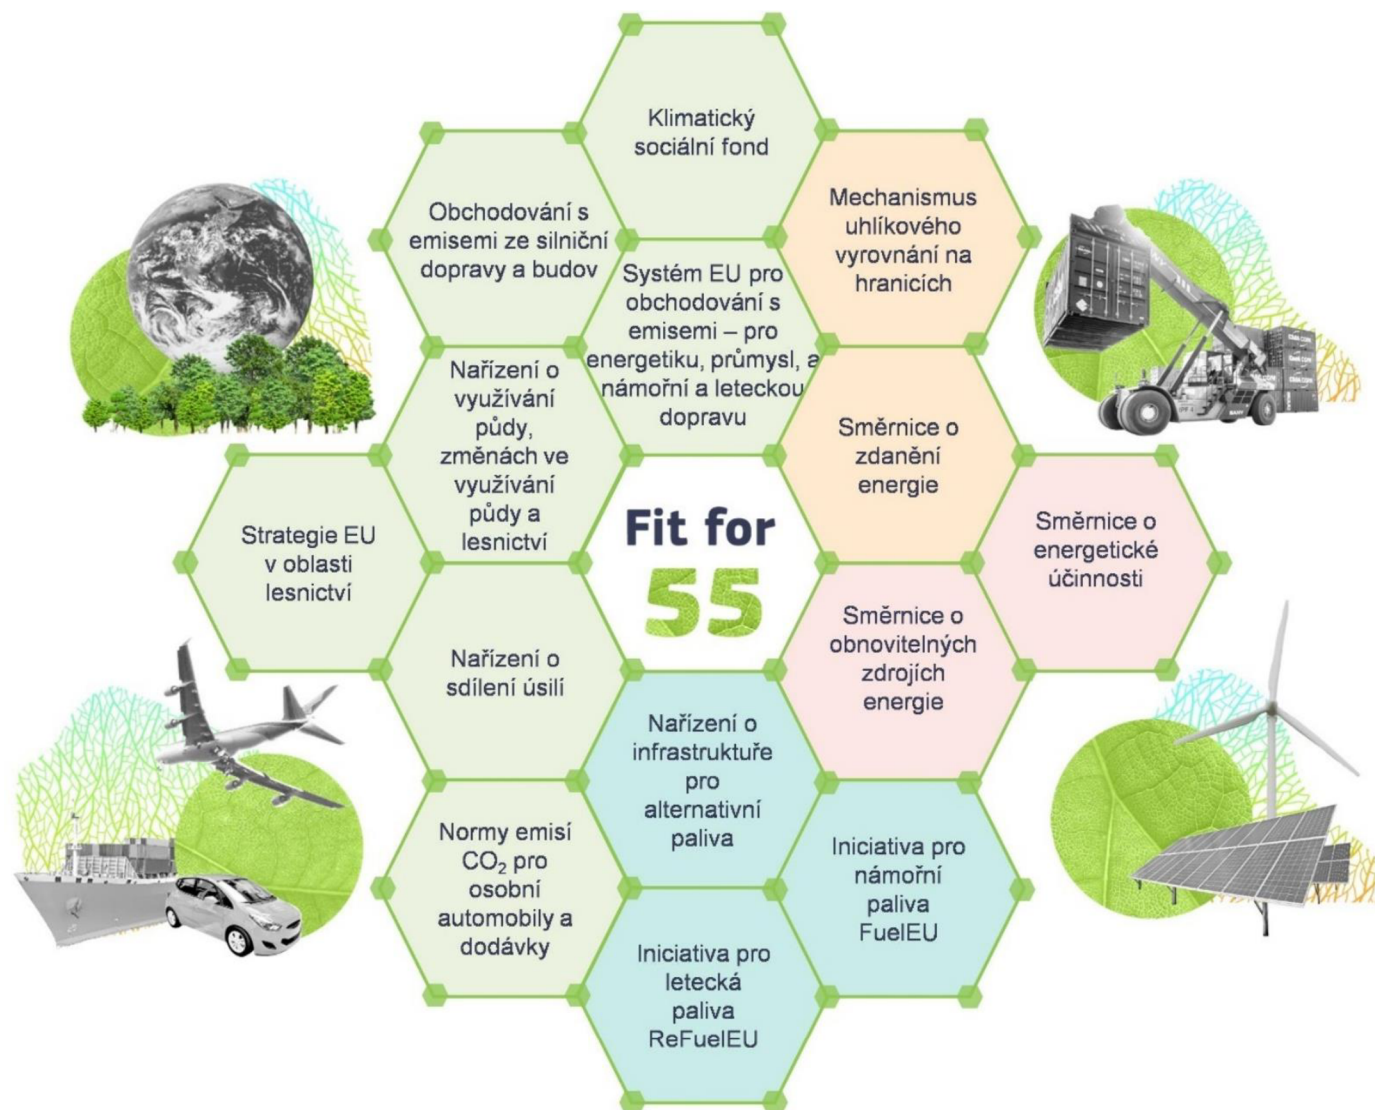 Klimatický
sociální fond
Obchodování s
emisemi ze silniční
dopravy a budov
Mechanismus
uhlíkového
vyrovnání na
hranicích
Systém EU pro
obchodování s
emisemi – pro
energetiku, průmysl, a
námořní a leteckou
dopravu
Nařízení o
využívání
půdy,
změnách ve
využívání
půdy a
lesnictví
Směrnice o
zdanění
energie
Strategie EU
v oblasti
lesnictví
Fit for
55
Směrnice o
energetické
účinnosti
Nařízení o
sdílení úsilí
Směrnice o
obnovitelných
zdrojích
energie
Nařízení o
infrastruktuře
pro
alternativní
paliva
Normy emisí
CO₂ pro
osobní
automobily a
dodávky
Iniciativa pro
námořní
paliva
FuelEU
Iniciativa pro
letecká
paliva
ReFuelEU